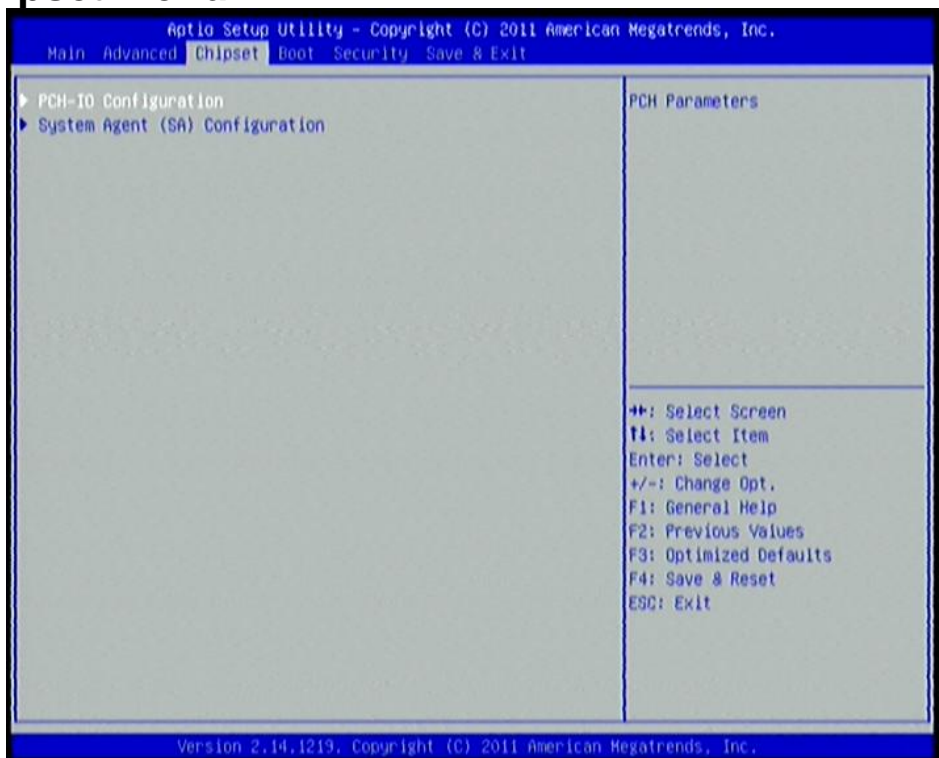 Aptio Setup Utility - Copyright (C) 2011 American Megatrends, Inc.
Main Advanced Chipset Boot Security Save & Exit
PCH-IO Configuration
System Agent (SA) Configuration
PCH Parameters
→←: Select Screen
↑↓: Select Item
Enter: Select
+/-: Change Opt.
F1: General Help
F2: Previous Values
F3: Optimized Defaults
F4: Save & Reset
ESC: Exit
Version 2.14.1219. Copyright (C) 2011 American Megatrends, Inc.